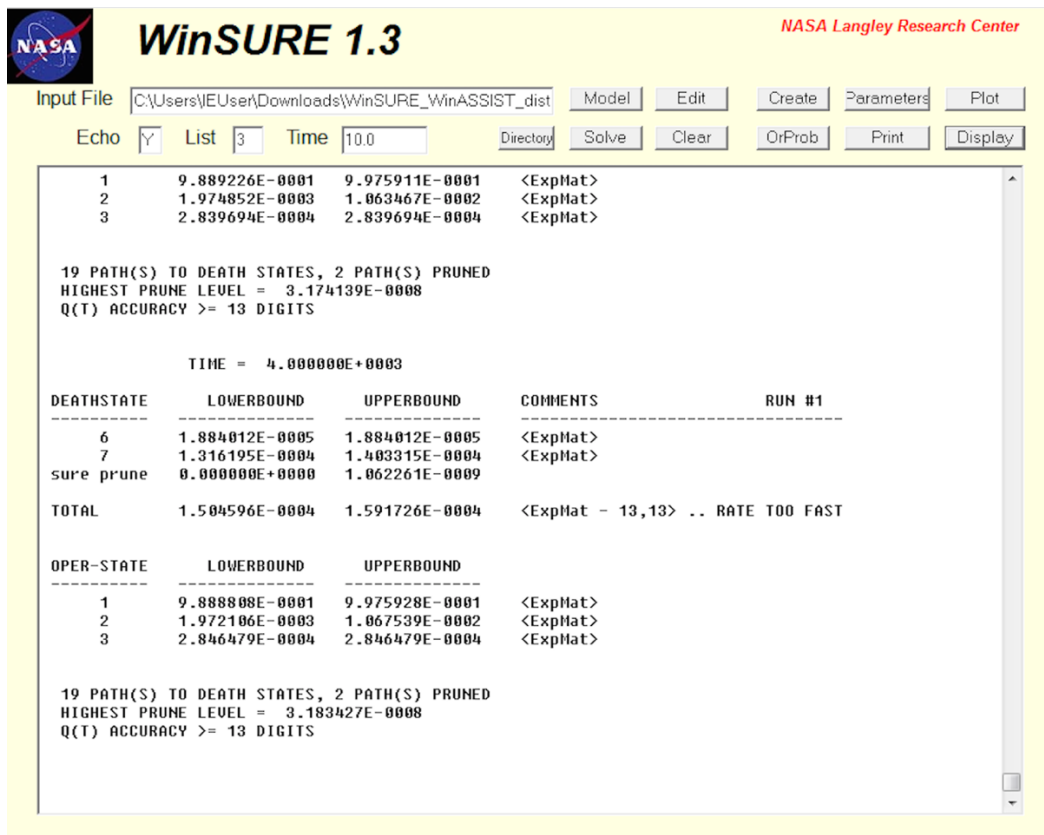 NASA
WinSURE 1.3
NASA Langley Research Center
Input File C:\Users\IEUser\Downloads\WinSURE_WinASSIST_dist Model Edit Create Parameters Plot
Echo Y List 3 Time 10.0 Directory Solve Clear OrProb Print Display
1 9.889226E-0001 9.975911E-0001 <ExpMat>
2 1.974852E-0003 1.063467E-0002 <ExpMat>
3 2.839694E-0004 2.839694E-0004 <ExpMat>
19 PATH(S) TO DEATH STATES, 2 PATH(S) PRUNED
HIGHEST PRUNE LEVEL = 3.174139E-0008
Q(T) ACCURACY >= 13 DIGITS
TIME = 4.000000E+0003
DEATHSTATE LOWERBOUND UPPERBOUND COMMENTS RUN #1
---------- -------------- -------------- ---------------------------------
6 1.884012E-0005 1.884012E-0005 <ExpMat>
7 1.316195E-0004 1.403315E-0004 <ExpMat>
sure prune 0.000000E+0000 1.062261E-0009
TOTAL 1.504596E-0004 1.591726E-0004 <ExpMat - 13,13> .. RATE TOO FAST
OPER-STATE LOWERBOUND UPPERBOUND
---------- -------------- --------------
1 9.888808E-0001 9.975928E-0001 <ExpMat>
2 1.972106E-0003 1.067539E-0002 <ExpMat>
3 2.846479E-0004 2.846479E-0004 <ExpMat>
19 PATH(S) TO DEATH STATES, 2 PATH(S) PRUNED
HIGHEST PRUNE LEVEL = 3.183427E-0008
Q(T) ACCURACY >= 13 DIGITS